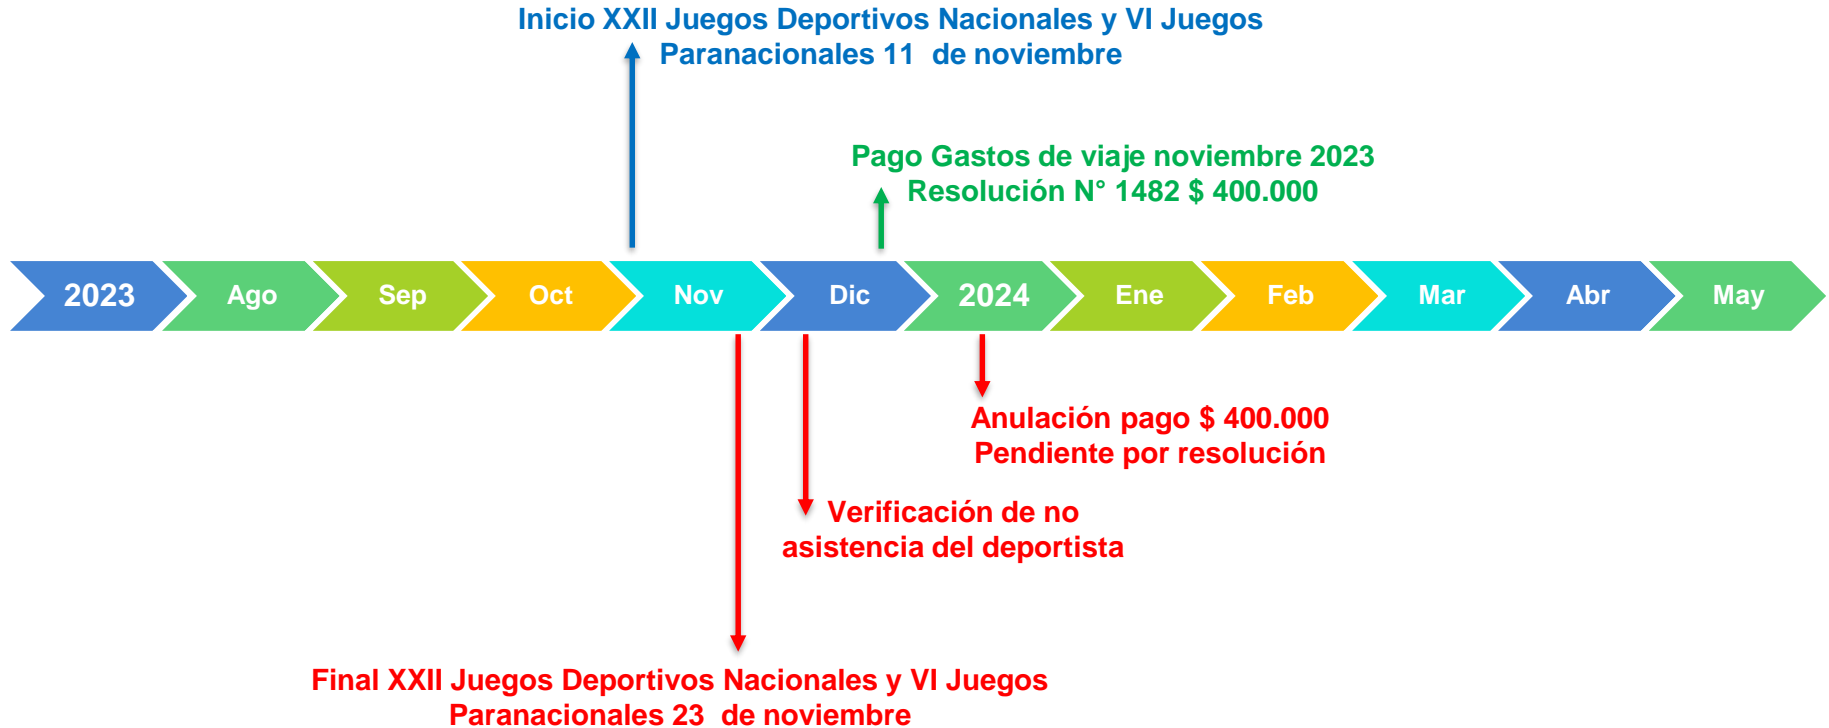 Inicio XXII Juegos Deportivos Nacionales y VI Juegos
Paranacionales 11 de noviembre
Pago Gastos de viaje noviembre 2023
Resolución N° 1482 $ 400.000
2023
Ago
Sep
Oct
Nov
Dic
2024
Ene
Feb
Mar
Abr
May
Anulación pago $ 400.000
Pendiente por resolución
Verificación de no
asistencia del deportista
Final XXII Juegos Deportivos Nacionales y VI Juegos
Paranacionales 23 de noviembre